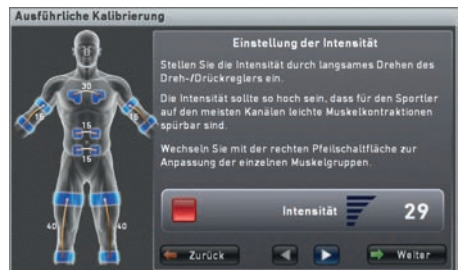 Ausführliche Kalibrierung
Einstellung der Intensität
Stellen Sie die Intensität durch langsames Drehen des
Dreh-/Drückreglers ein.
Die Intensität sollte so hoch sein, dass für den Sportler
auf den meisten Kanälen leichte Muskelkontraktionen
spürbar sind.
Wechseln Sie mit der rechten Pfeilschaltfläche zur
Anpassung der einzelnen Muskelgruppen.
30
15
15
15
15
40
40
Intensität
29
Zurück
Weiter